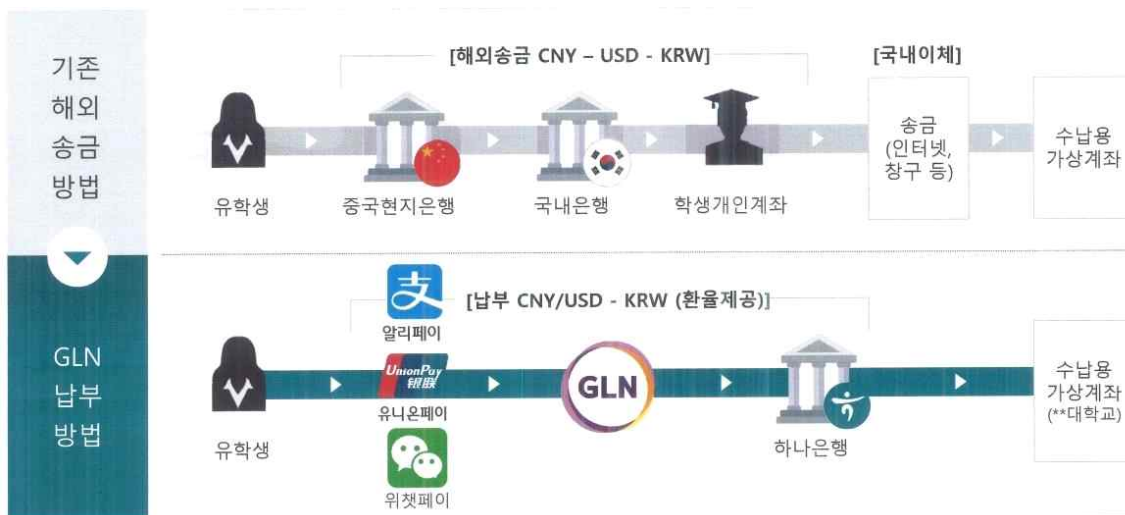 기존
해외
송금
방법
[해외송금 CNY – USD - KRW]
[국내이체]
송금
(인터넷,
창구 등)
수납용
가상계좌
유학생
중국현지은행
국내은행
학생개인계좌
GLN
납부
방법
支
알리페이
[납부 CNY/USD - KRW (환율제공)]
UnionPay
银联
유니온페이
GLN
수납용
가상계좌
(**대학교)
유학생
하나은행
위챗페이